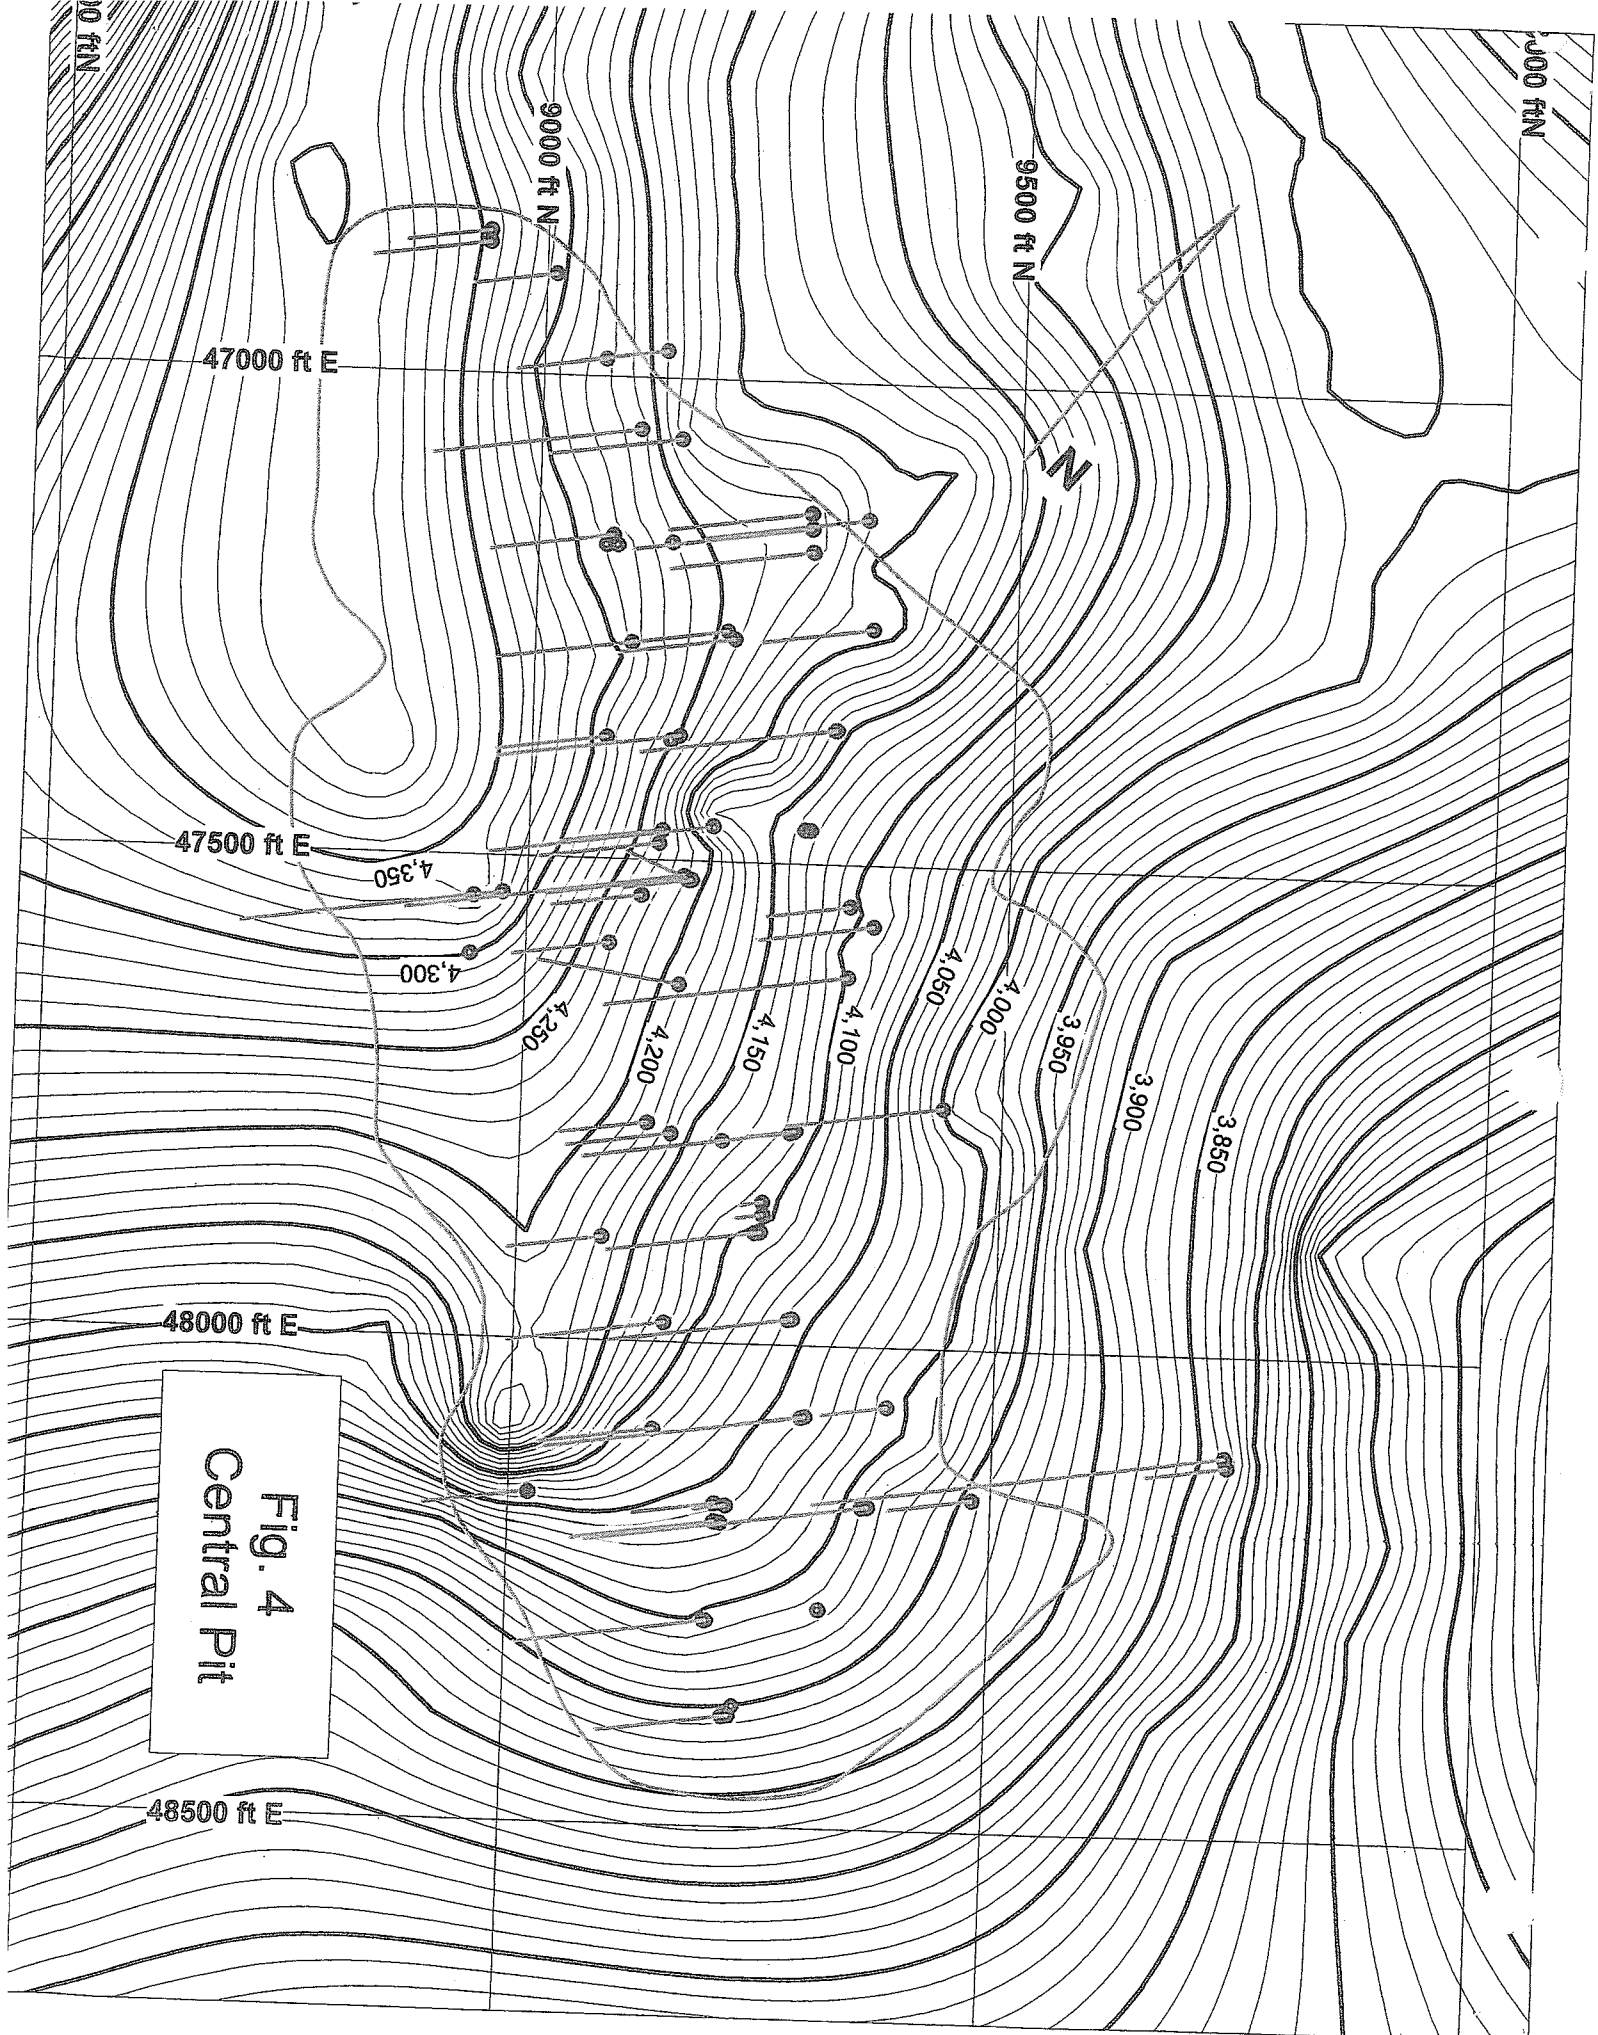 9000 ft N
9500 ft N
47000 ft E
N
47500 ft E
4,350
4,300
4,250
4,200
4,150
4,100
4,050
4,000
3,950
3,900
3,850
48000 ft E
48500 ft E
Fig. 4
Central Pit